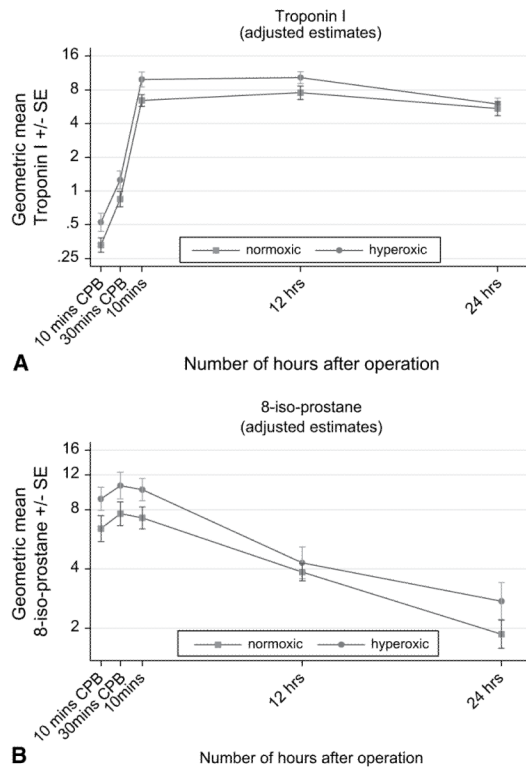 Troponin I
(adjusted estimates)
Geometric mean
Troponin I +/- SE
16
8
4
2
1
.5
.25
normoxic hyperoxic
10 mins CPB
30mins CPB
10mins
12 hrs
24 hrs
A
Number of hours after operation
8-iso-prostane
(adjusted estimates)
Geometric mean
8-iso-prostane +/- SE
16
12
8
4
2
normoxic hyperoxic
10 mins CPB
30mins CPB
10mins
12 hrs
24 hrs
B
Number of hours after operation